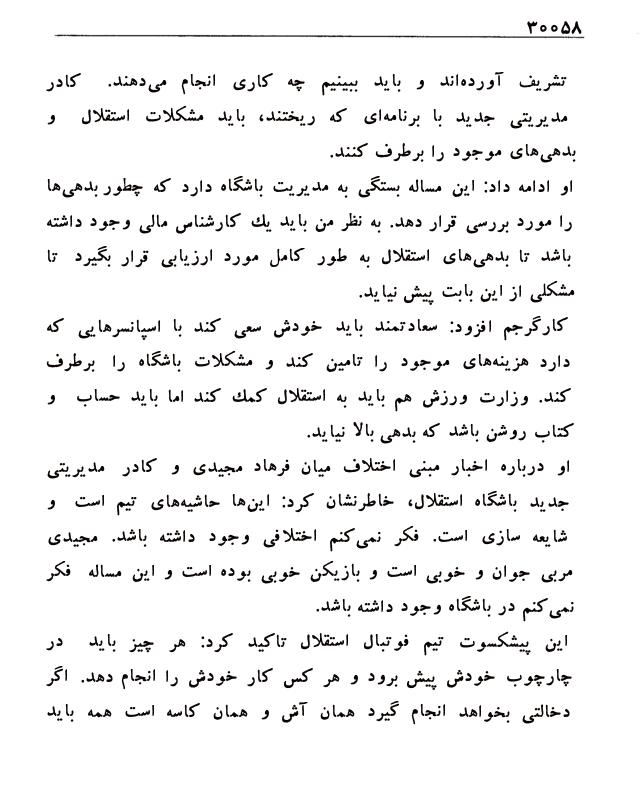 ۳۰۰۵۸
تشریف آورده‌اند و باید ببینیم چه کاری انجام می‌دهند. کادر
مدیریتی جدید با برنامه‌ای که ریختند، باید مشکلات استقلال و
بدهی‌های موجود را برطرف کنند.
او ادامه داد: این مساله بستگی به مدیریت باشگاه دارد که چطور بدهی‌ها
را مورد بررسی قرار دهد. به نظر من باید یك کارشناس مالی وجود داشته
باشد تا بدهی‌های استقلال به طور کامل مورد ارزیابی قرار بگیرد تا
مشکلی از این بابت پیش نیاید.
کارگرجم افزود: سعادتمند باید خودش سعی کند با اسپانسرهایی که
دارد هزینه‌های موجود را تامین کند و مشکلات باشگاه را برطرف
کند. وزارت ورزش هم باید به استقلال کمك کند اما باید حساب و
کتاب روشن باشد که بدهی بالا نیاید.
او درباره اخبار مبنی اختلاف میان فرهاد مجیدی و کادر مدیریتی
جدید باشگاه استقلال، خاطرنشان کرد: این‌ها حاشیه‌های تیم است و
شایعه سازی است. فکر نمی‌کنم اختلافی وجود داشته باشد. مجیدی
مربی جوان و خوبی است و بازیکن خوبی بوده است و این مساله فکر
نمی‌کنم در باشگاه وجود داشته باشد.
این پیشکسوت تیم فوتبال استقلال تاکید کرد: هر چیز باید در
چارچوب خودش پیش برود و هر کس کار خودش را انجام دهد. اگر
دخالتی بخواهد انجام گیرد همان آش و همان کاسه است همه باید